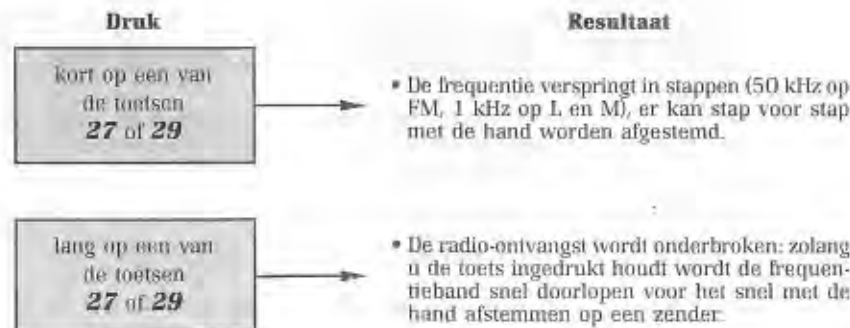 Druk
Resultaat
kort op een van
de toetsen
27 of 29
• De frequentie verspringt in stappen (50 kHz op
FM, 1 kHz op L en M), er kan stap voor stap
met de hand worden afgestemd.
lang op een van
de toetsen
27 of 29
• De radio-ontvangst wordt onderbroken: zolang
u de toets ingedrukt houdt wordt de frequen-
tieband snel doorlopen voor het snel met de
hand afstemmen op een zender.